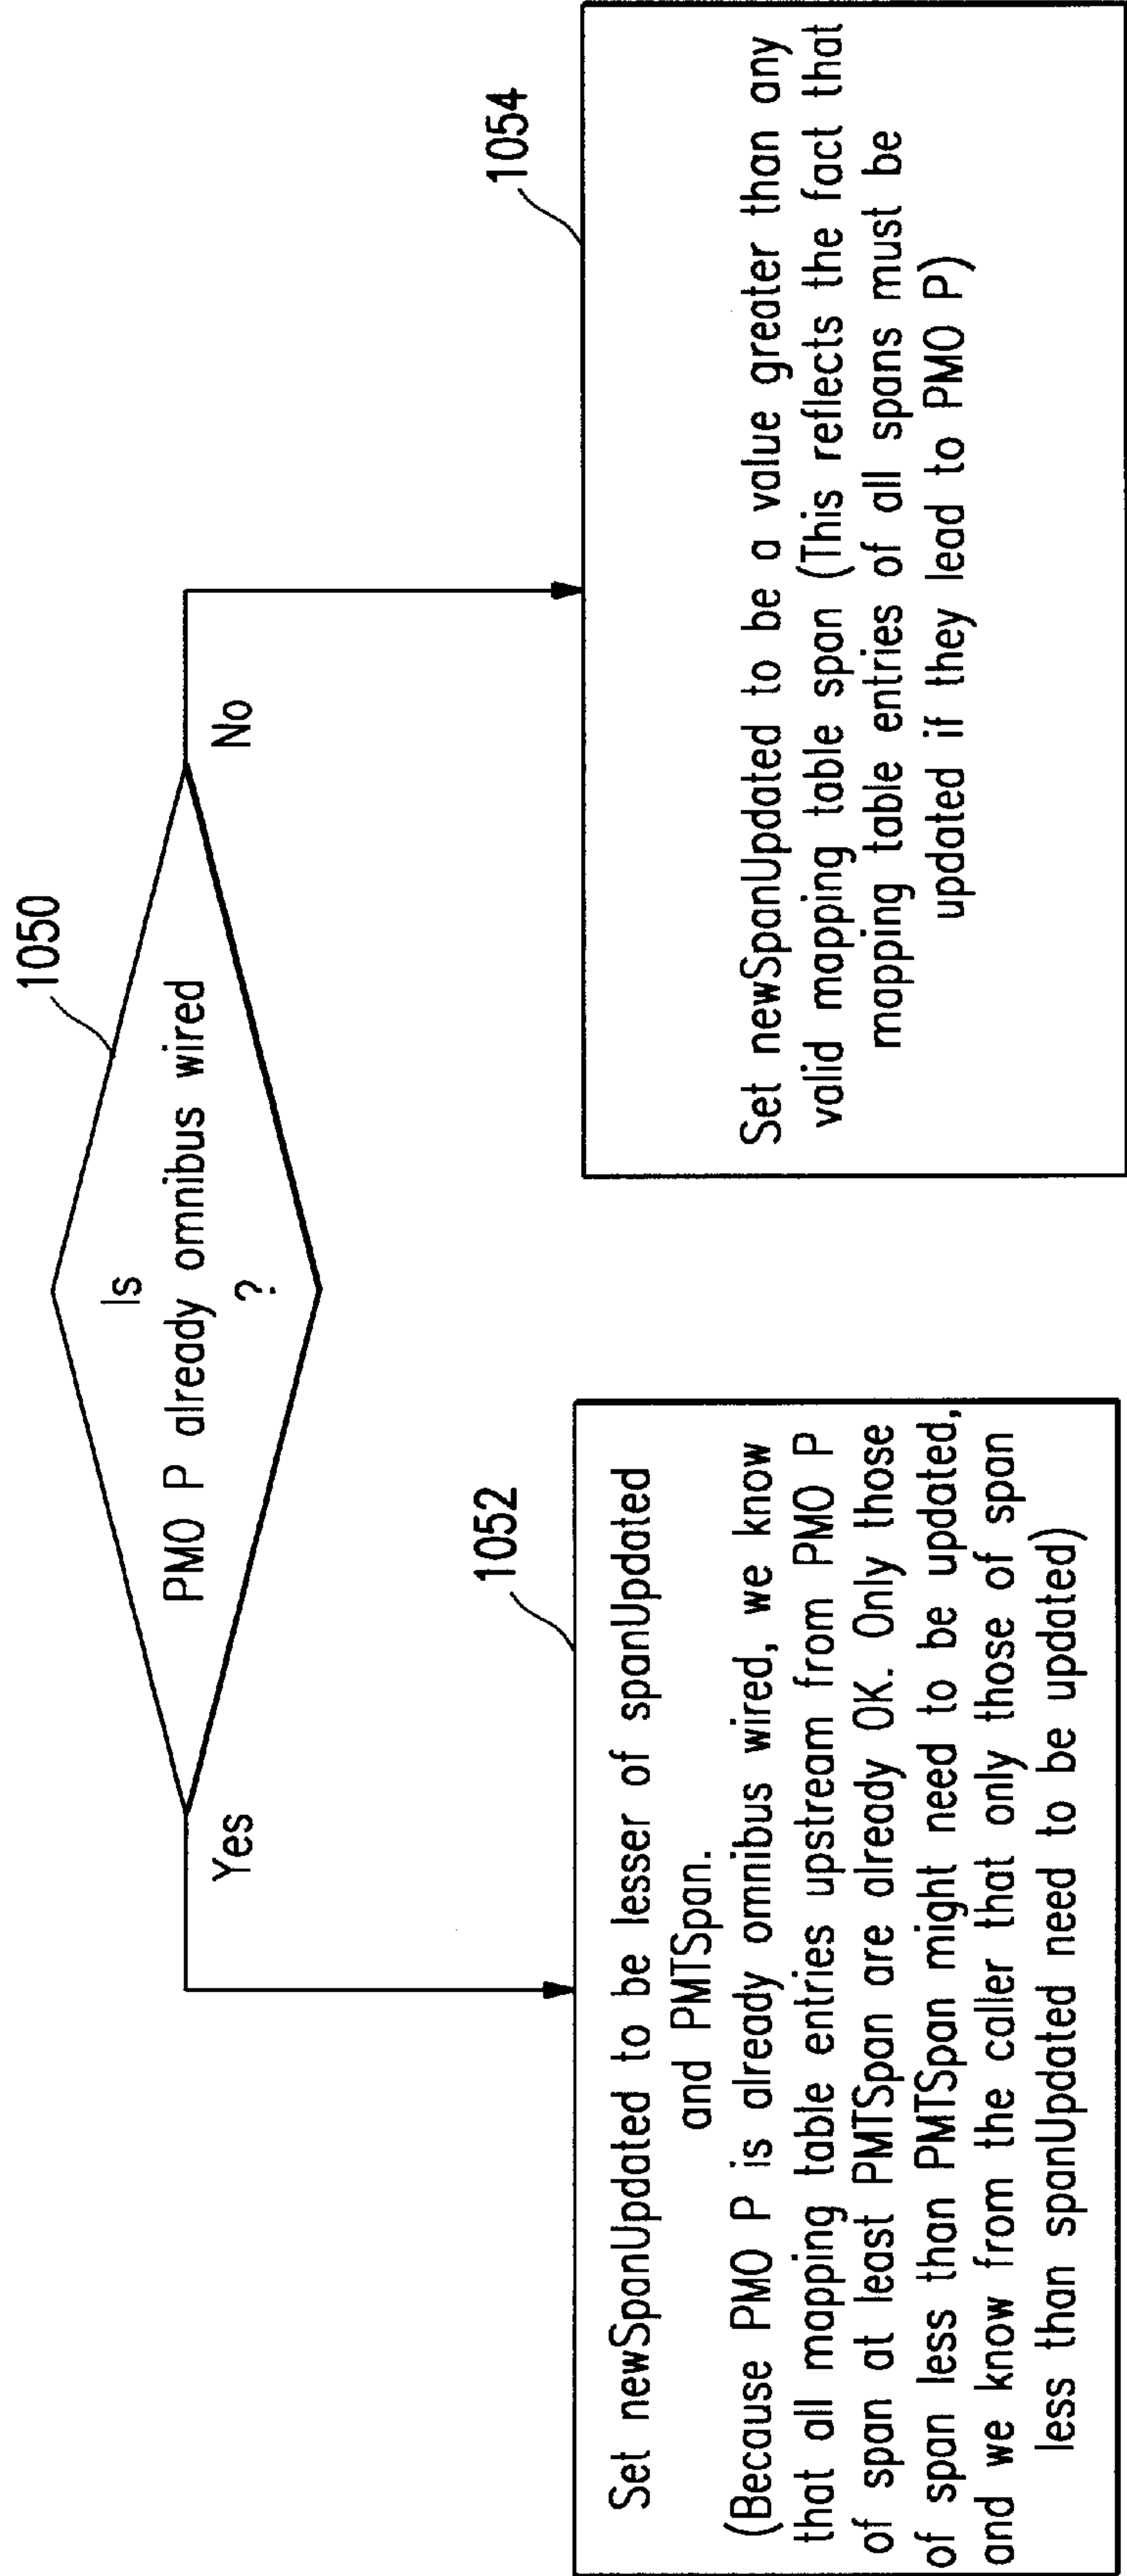 1050
Is
PMO P already omnibus wired
?
Yes
No
1052
Set newSpanUpdated to be lesser of spanUpdated
and PMTSpan.
(Because PMO P is already omnibus wired, we know
that all mapping table entries upstream from PMO P
of span at least PMTSpan are already OK. Only those
of span less than PMTSpan might need to be updated,
and we know from the caller that only those of span
less than spanUpdated need to be updated)
1054
Set newSpanUpdated to be a value greater than any
valid mapping table span (This reflects the fact that
mapping table entries of all spans must be
updated if they lead to PMO P)